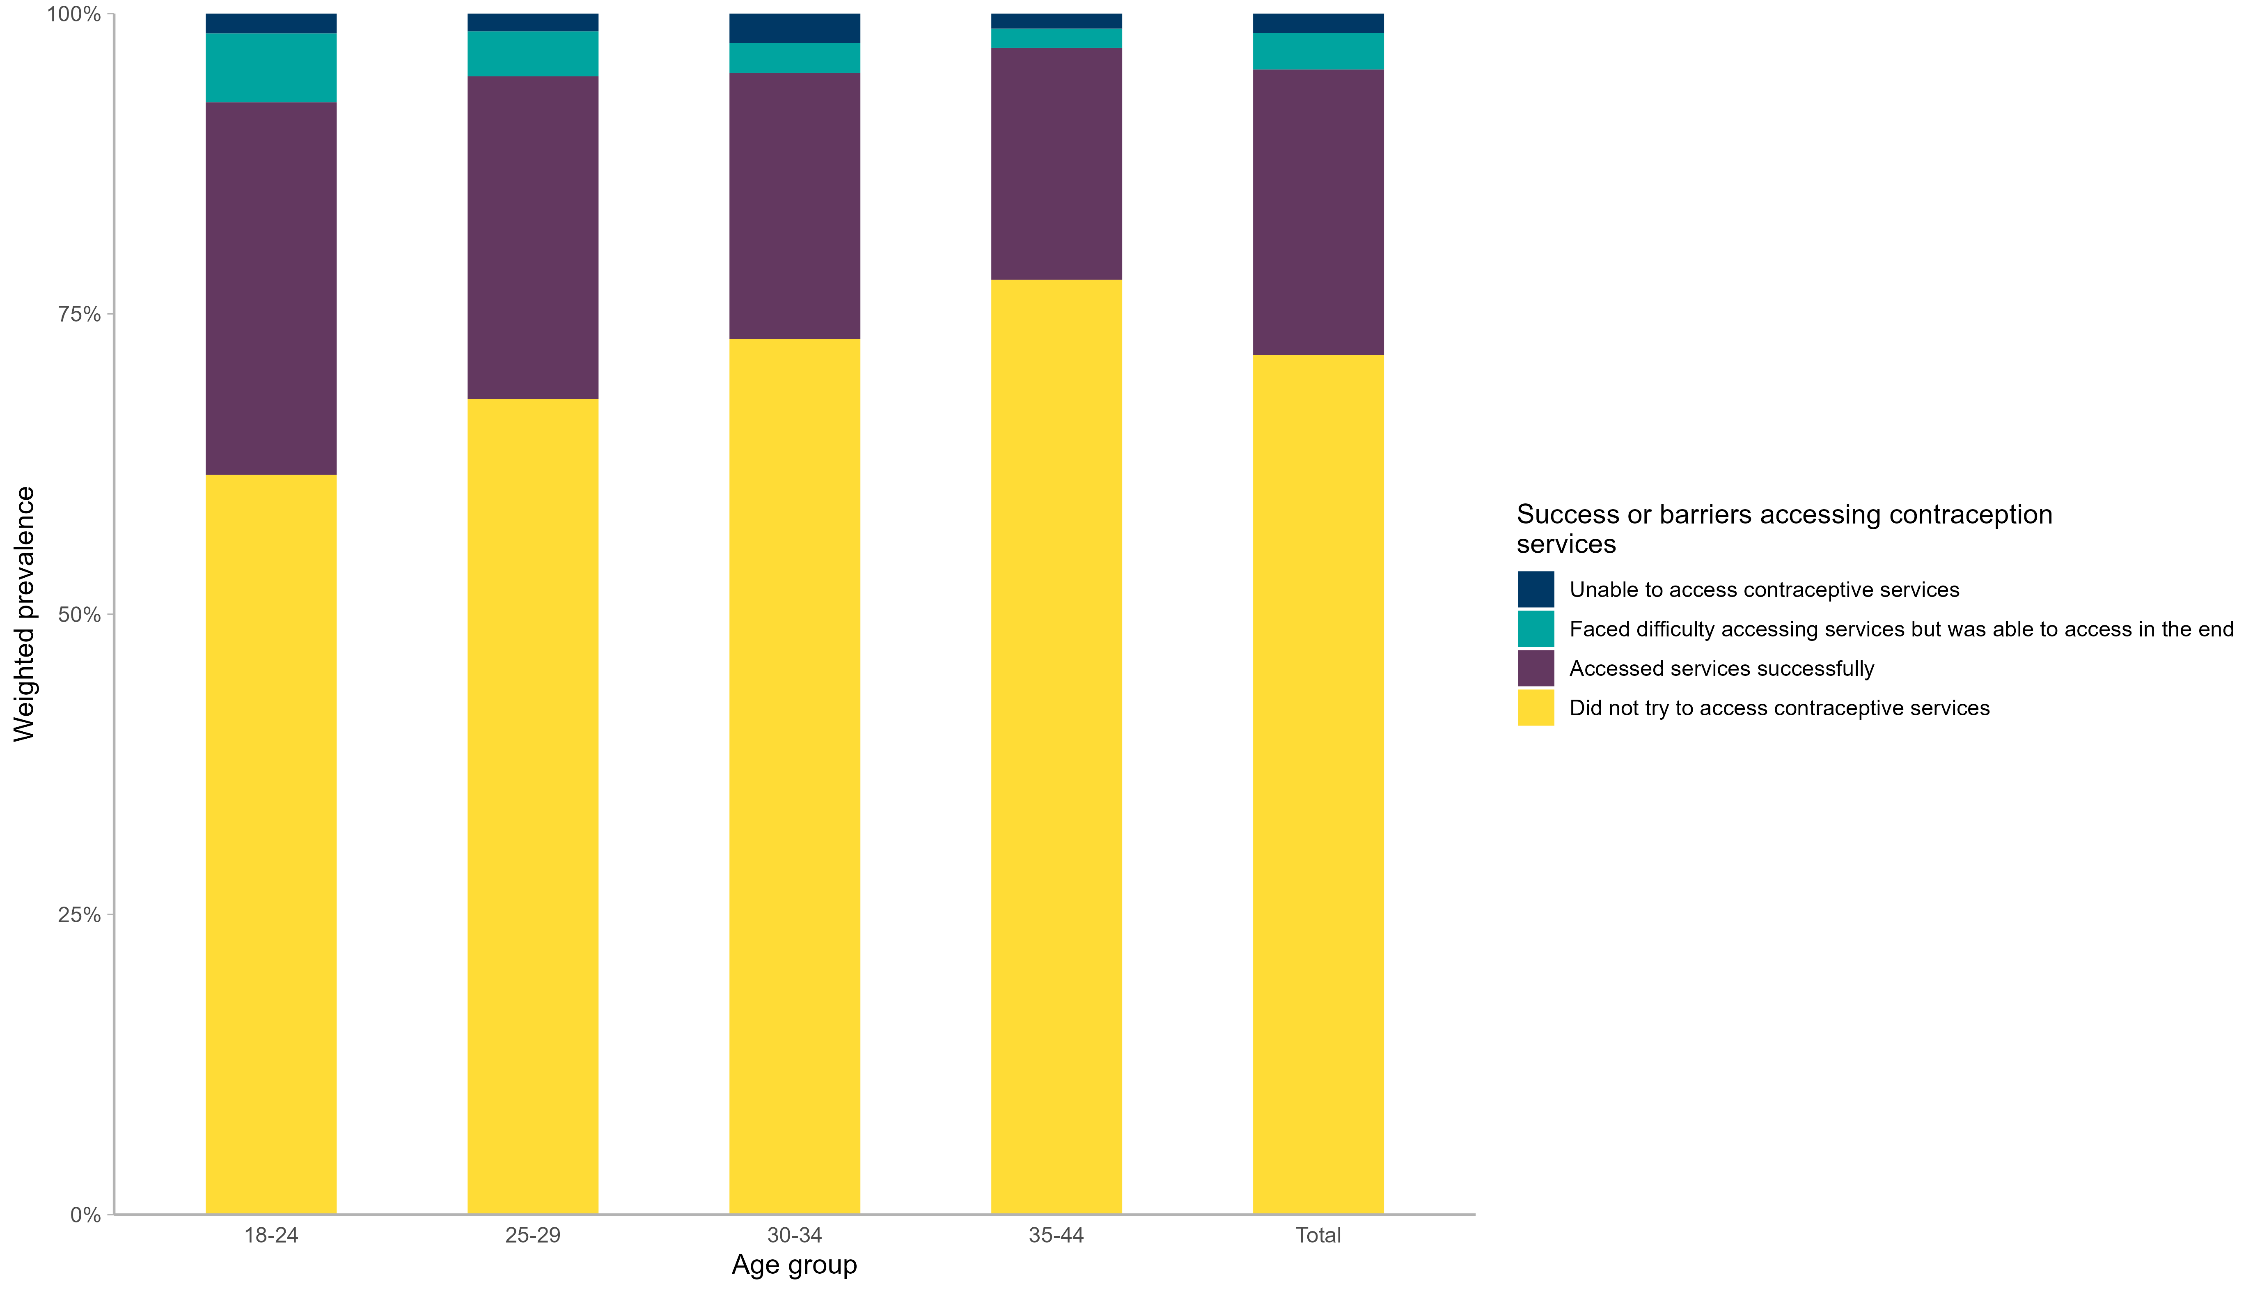 100%
75%
50%
25%
0%
Weighted prevalence
18-24
25-29
30-34
35-44
Total
Age group
Success or barriers accessing contraception
services
Unable to access contraceptive services
Faced difficulty accessing services but was able to access in the end
Accessed services successfully
Did not try to access contraceptive services